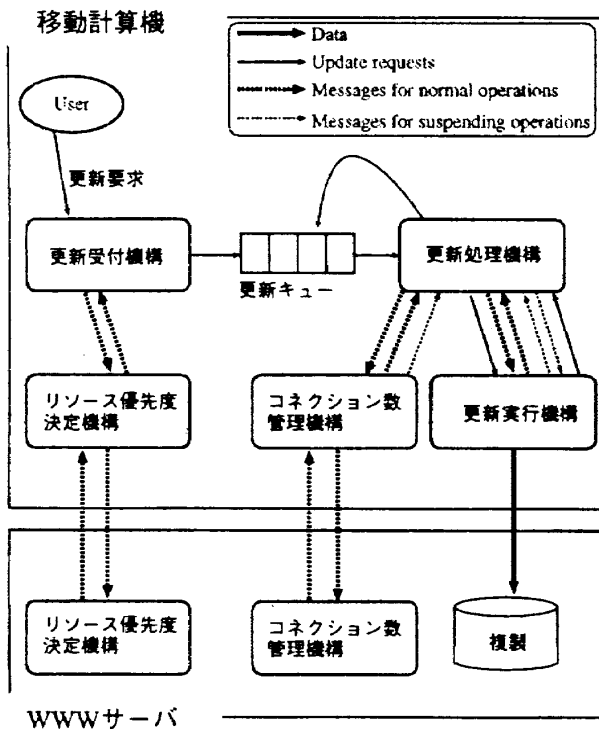 移動計算機
Data
Update requests
Messages for normal operations
Messages for suspending operations
User
更新要求
更新受付機構
更新キュー
更新処理機構
リソース優先度
決定機構
コネクション数
管理機構
更新実行機構
リソース優先度
決定機構
コネクション数
管理機構
複製
WWWサーバ